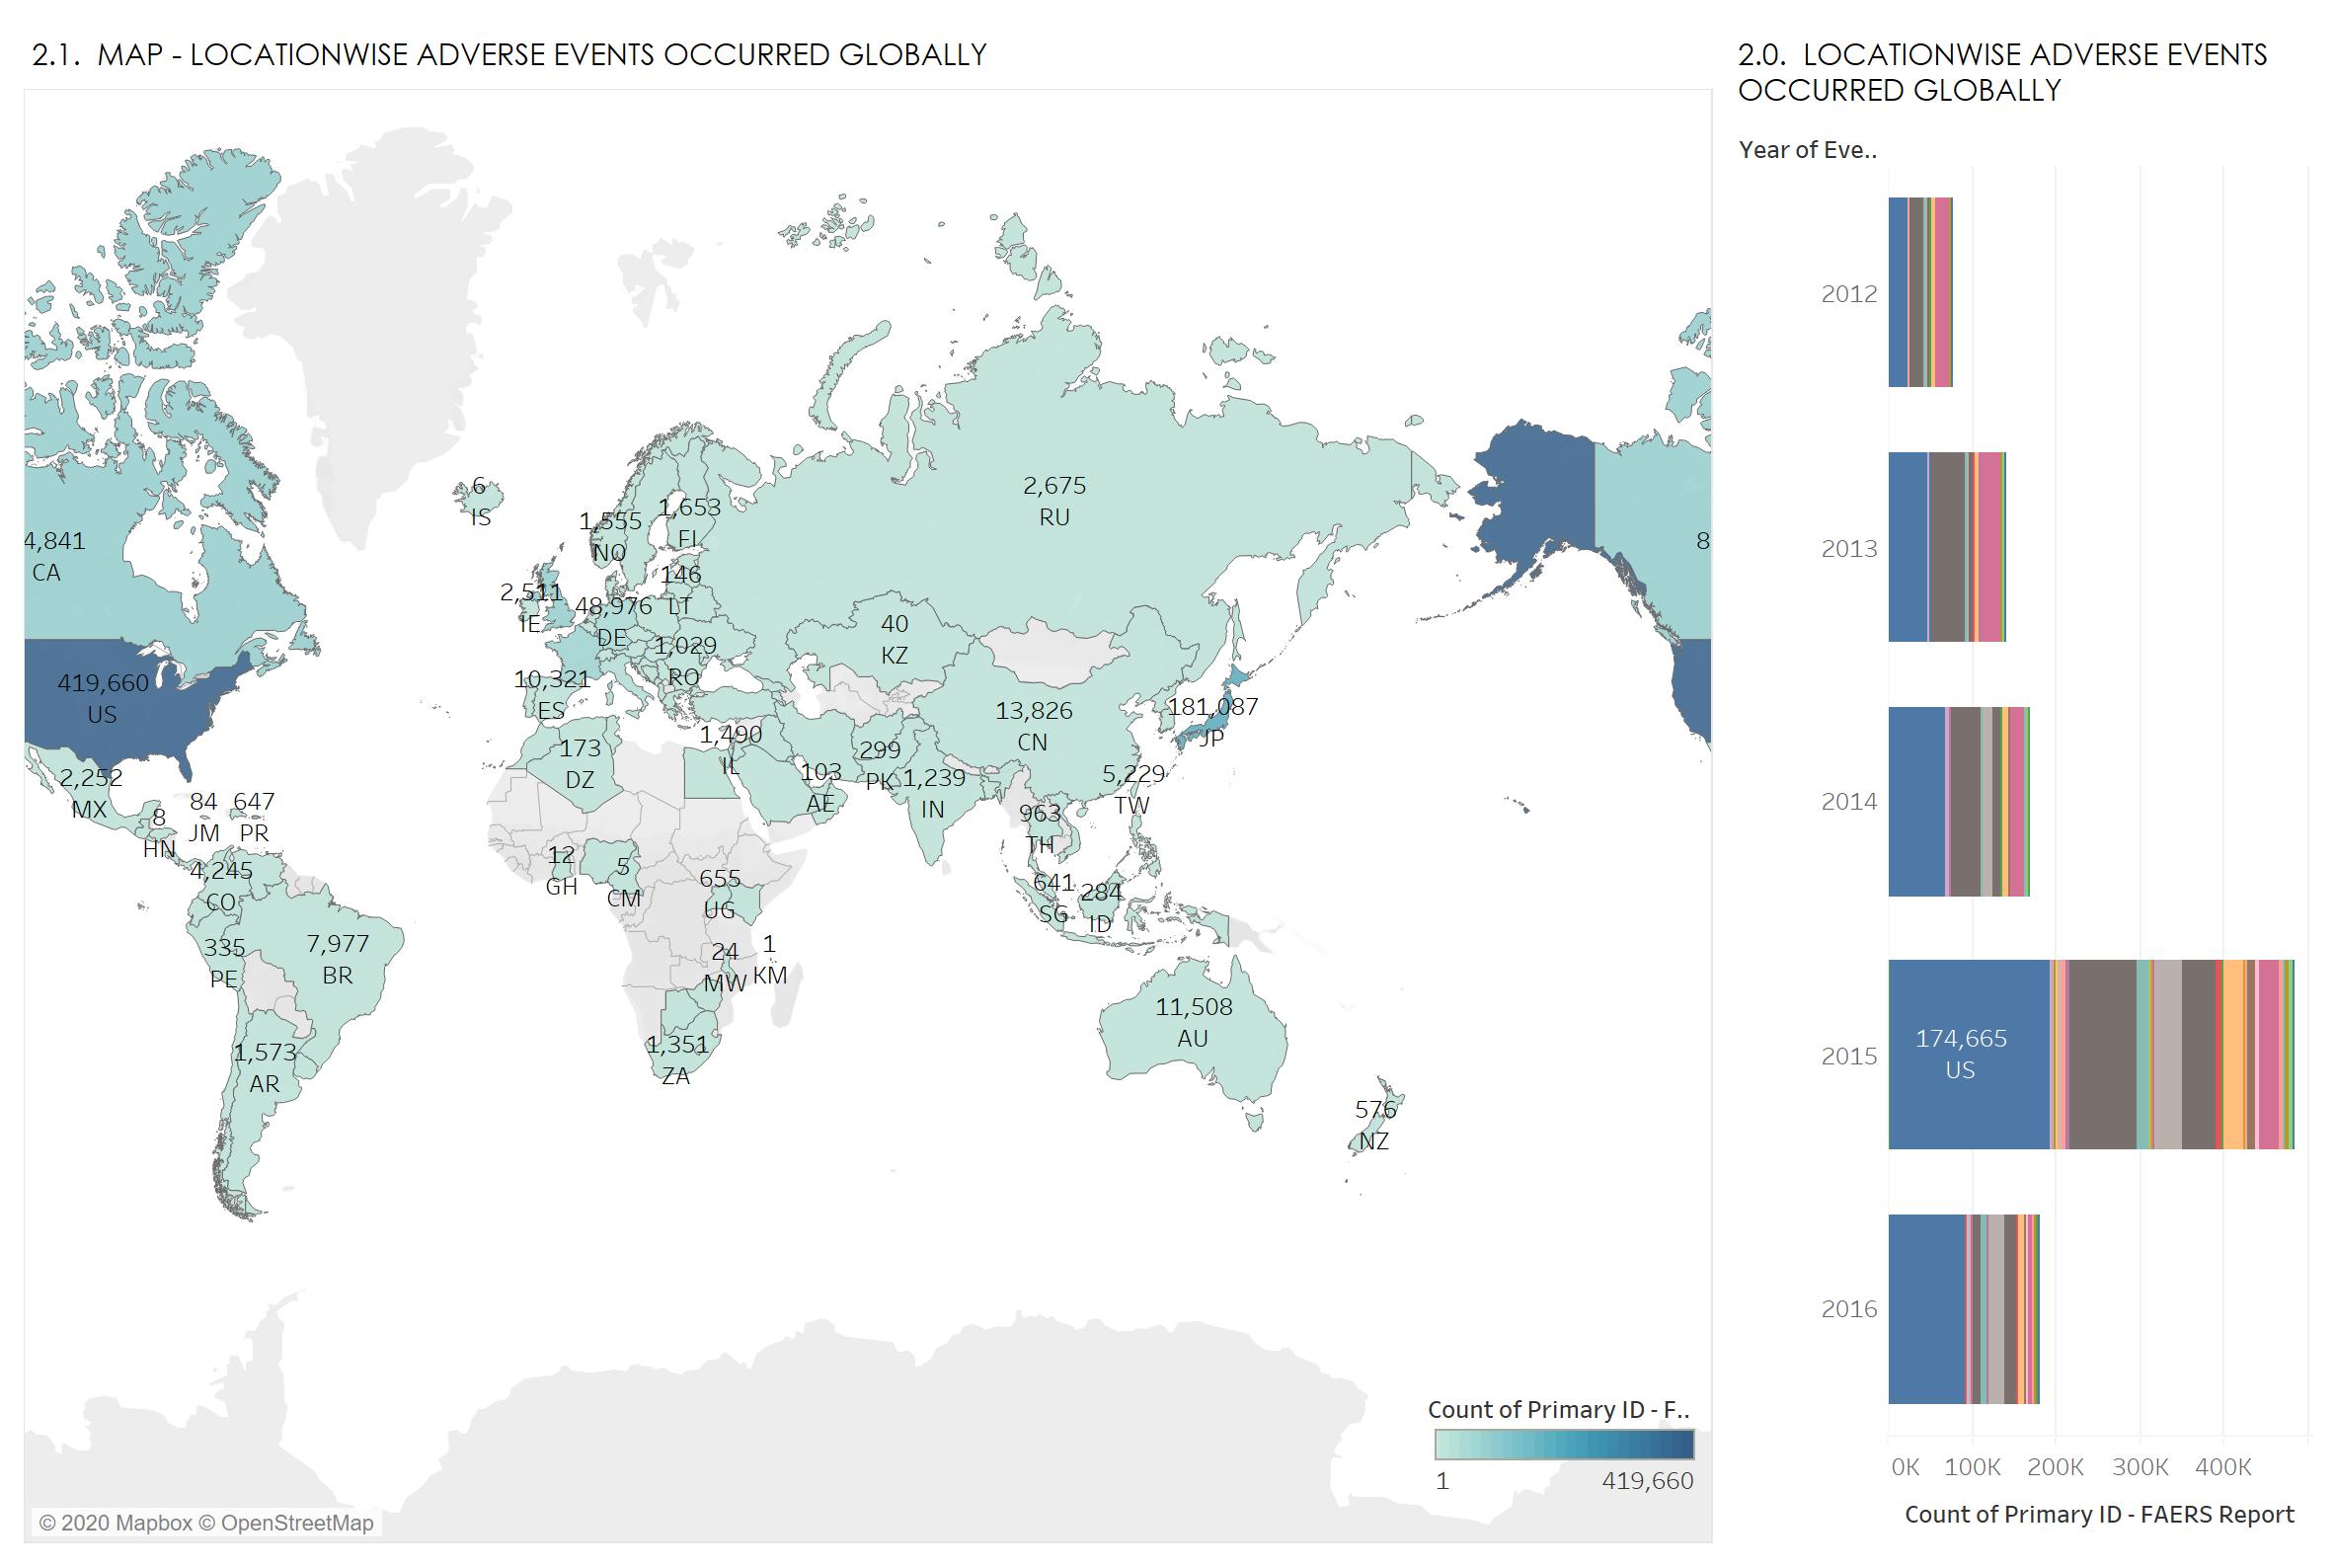 2.1. MAP - LOCATIONWISE ADVERSE EVENTS OCCURRED GLOBALLY
6
IS
1,555
NO
1,653
FI
2,675
RU
4,841
CA
8
2,511
IE
48,976
DE
146
LT
1,029
RO
40
KZ
419,660
US
10,321
ES
13,826
CN
181,087
JP
173
DZ
1,490
IL
103
AE
299
PK
1,239
IN
5,229
TW
2,252
MX
8
HN
84
JM
647
PR
963
TH
4,245
CO
12
GH
5
CM
655
UG
641
SG
284
ID
335
PE
7,977
BR
24
MW
1
KM
11,508
AU
1,573
AR
1,351
ZA
576
NZ
Count of Primary ID - F..
1
419,660
© 2020 Mapbox © OpenStreetMap
2.0. LOCATIONWISE ADVERSE EVENTS
OCCURRED GLOBALLY
Year of Eve..
2012
2013
2014
2015
174,665
US
2016
0K 100K 200K 300K 400K
Count of Primary ID - FAERS Report